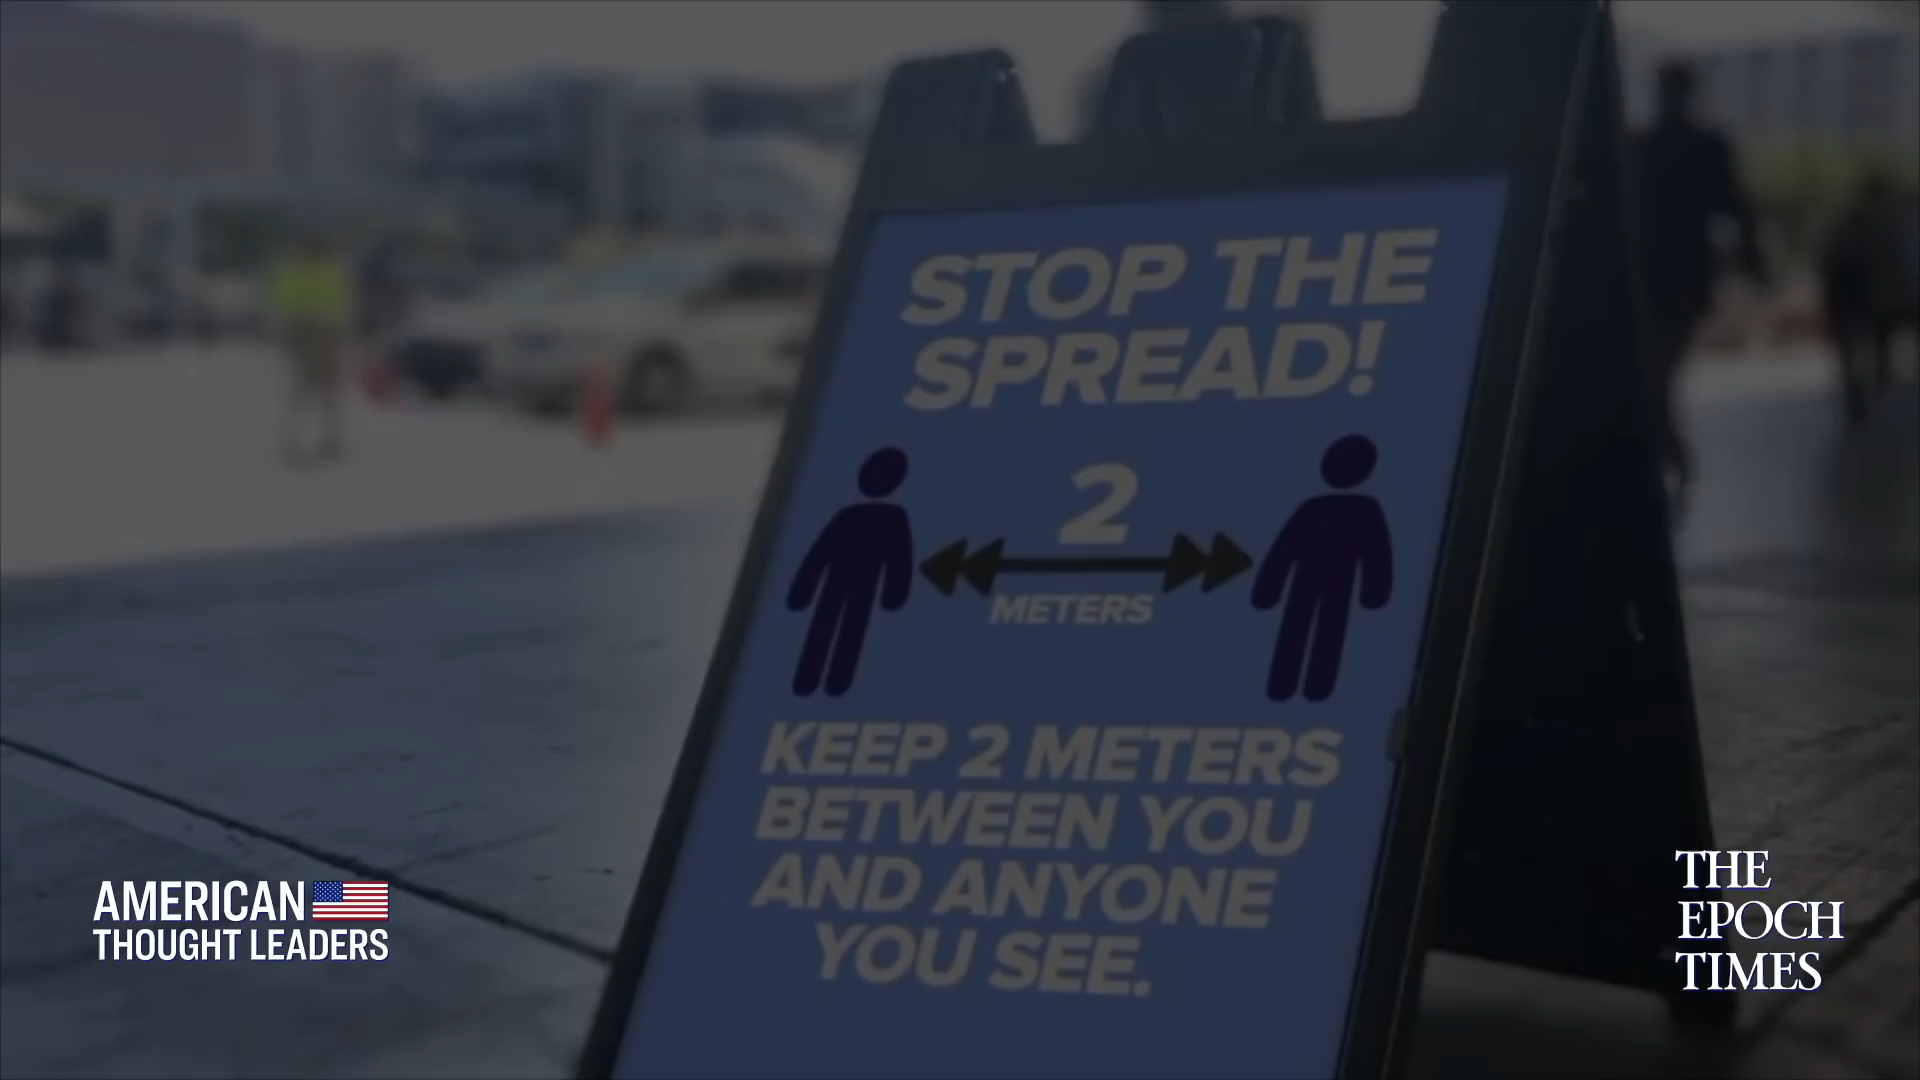 STOP THE
SPREAD!
2
METERS
KEEP 2 METERS
BETWEEN YOU
AND ANYONE
YOU SEE.
AMERICAN
THOUGHT LEADERS
THE
EPOCH
TIMES